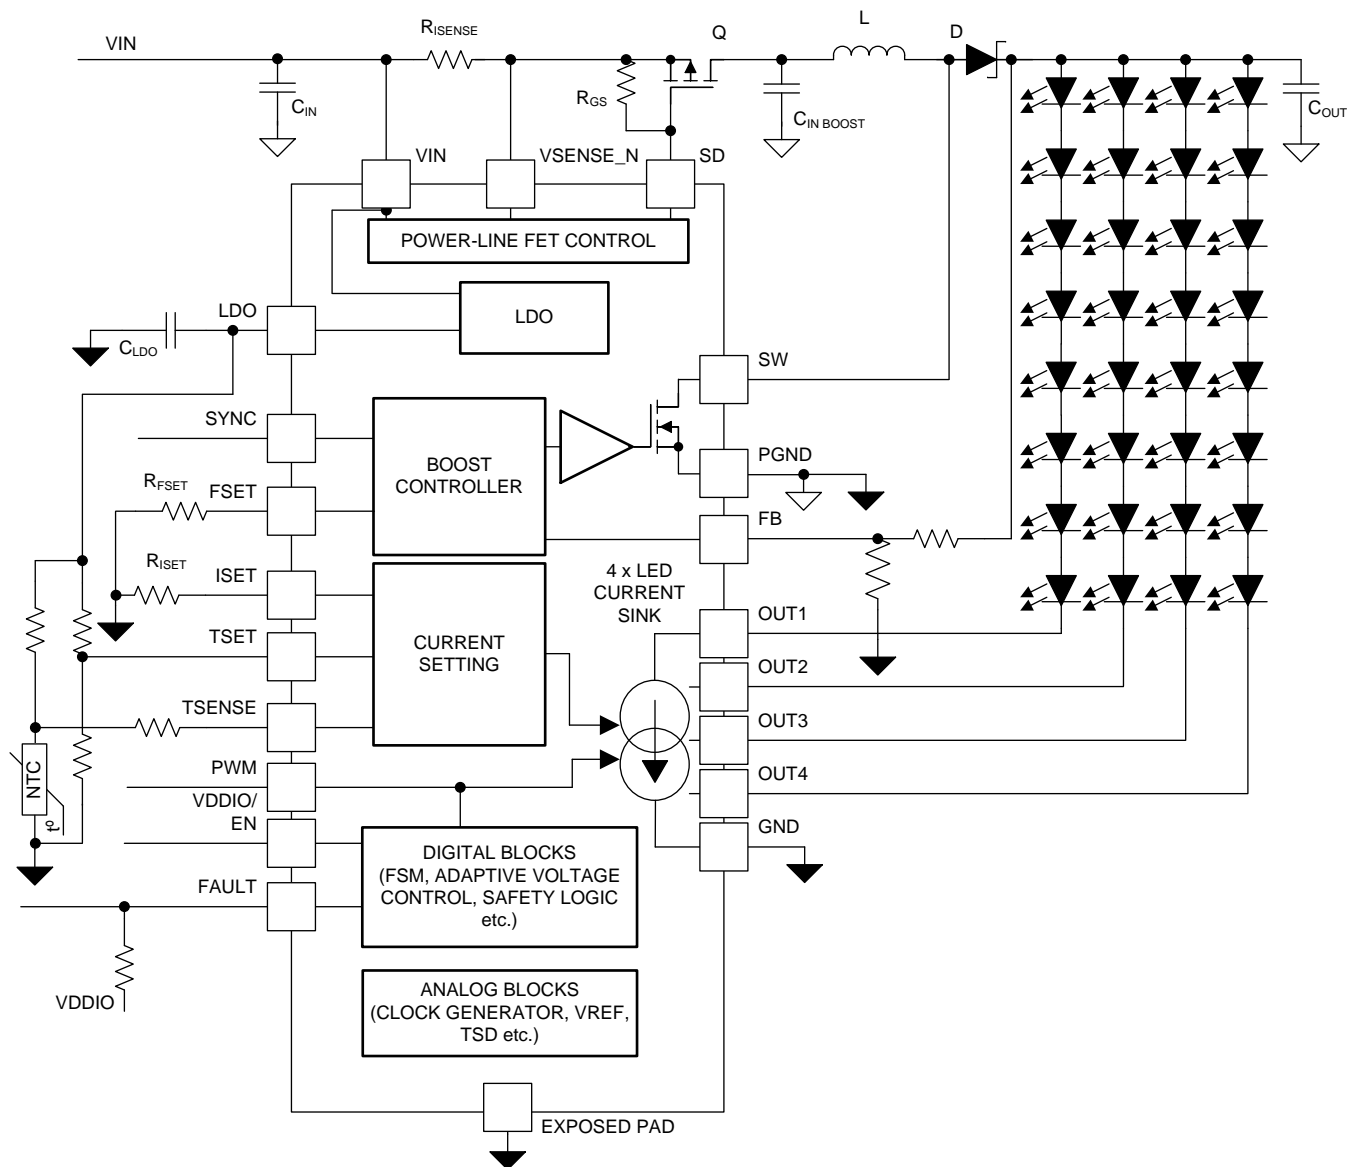 VIN
RISENSE
Q
L
D
CIN
RGS
CIN BOOST
COUT
VIN
VSENSE_N
SD
POWER-LINE FET CONTROL
LDO
LDO
CLDO
SW
SYNC
BOOST
CONTROLLER
PGND
RFSET
FSET
FB
RISET
ISET
4 x LED
CURRENT
SINK
OUT1
TSET
CURRENT
SETTING
OUT2
TSENSE
OUT3
PWM
OUT4
NTC
to
VDDIO/
EN
GND
DIGITAL BLOCKS
(FSM, ADAPTIVE VOLTAGE
CONTROL, SAFETY LOGIC
etc.)
FAULT
VDDIO
ANALOG BLOCKS
(CLOCK GENERATOR, VREF,
TSD etc.)
EXPOSED PAD